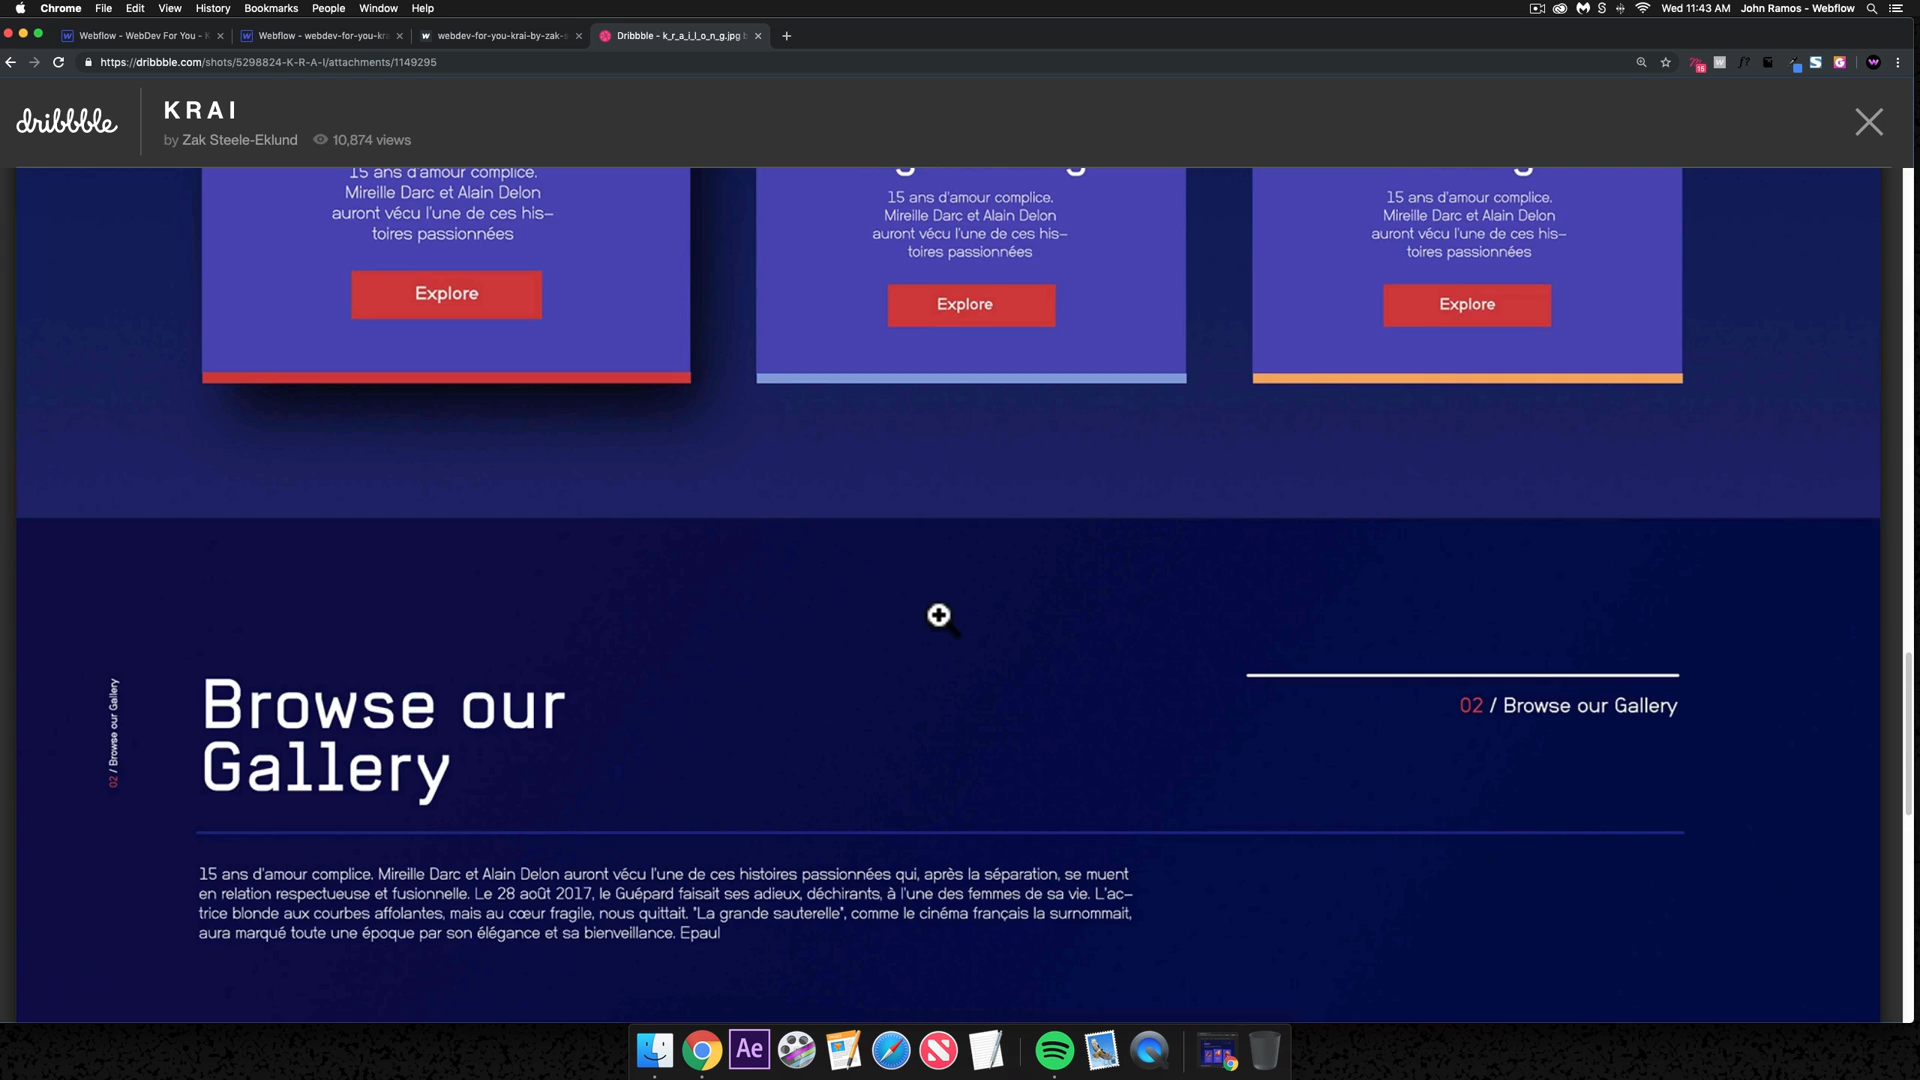 Chrome File Edit View History Bookmarks People Window Help
Wed 11:43 AM John Ramos - Webflow
Webflow - WebDev For You -
Webflow - webdev-for-you-kra
webdev-for-you-krai-by-zak-s
Dribbble - k_r_a_i_l_o_n_g.jpg
https://dribbble.com/shots/5298824-K-R-A-I/attachments/1149295
dribbble
KRAI
by Zak Steele-Eklund 10,874 views
15 ans d'amour complice.
Mireille Darc et Alain Delon
auront vécu l'une de ces his-
toires passionnées
Explore
15 ans d'amour complice.
Mireille Darc et Alain Delon
auront vécu l'une de ces his-
toires passionnées
Explore
15 ans d'amour complice.
Mireille Darc et Alain Delon
auront vécu l'une de ces his-
toires passionnées
Explore
02 / Browse our Gallery
Browse our
Gallery
02 / Browse our Gallery
15 ans d'amour complice. Mireille Darc et Alain Delon auront vécu l'une de ces histoires passionnées qui, après la séparation, se muent
en relation respectueuse et fusionnelle. Le 28 août 2017, le Guépard faisait ses adieux, déchirants, à l'une des femmes de sa vie. L'ac-
trice blonde aux courbes affolantes, mais au cœur fragile, nous quittait. "La grande sauterelle", comme le cinéma français la surnommait,
aura marqué toute une époque par son élégance et sa bienveillance. Epaul
Ae